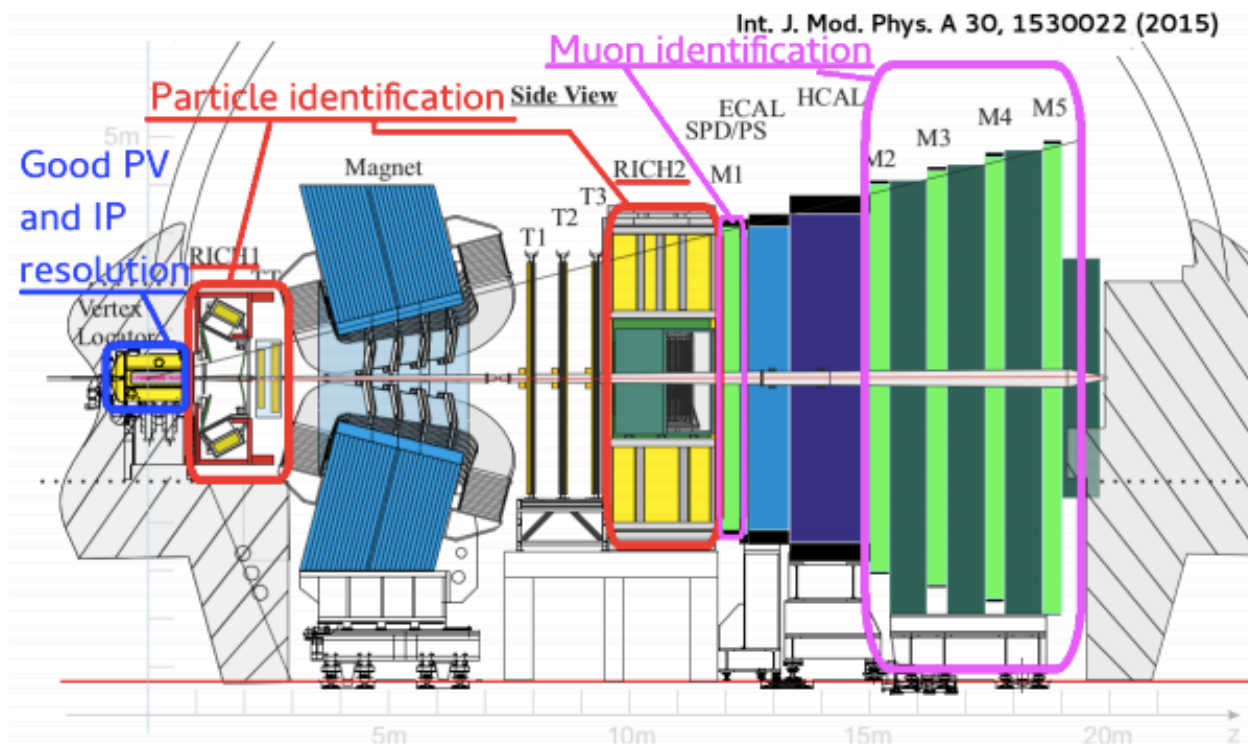 Int. J. Mod. Phys. A 30, 1530022 (2015)
Muon identification
Particle identification
Side View
ECAL
HCAL
SPD/PS
M1
M2
M3
M4
M5
5m
Good PV
and IP
resolution
Magnet
RICH2
T3
T2
T1
RICH1
TT
Vertex
Locator
5m
10m
15m
20m
z